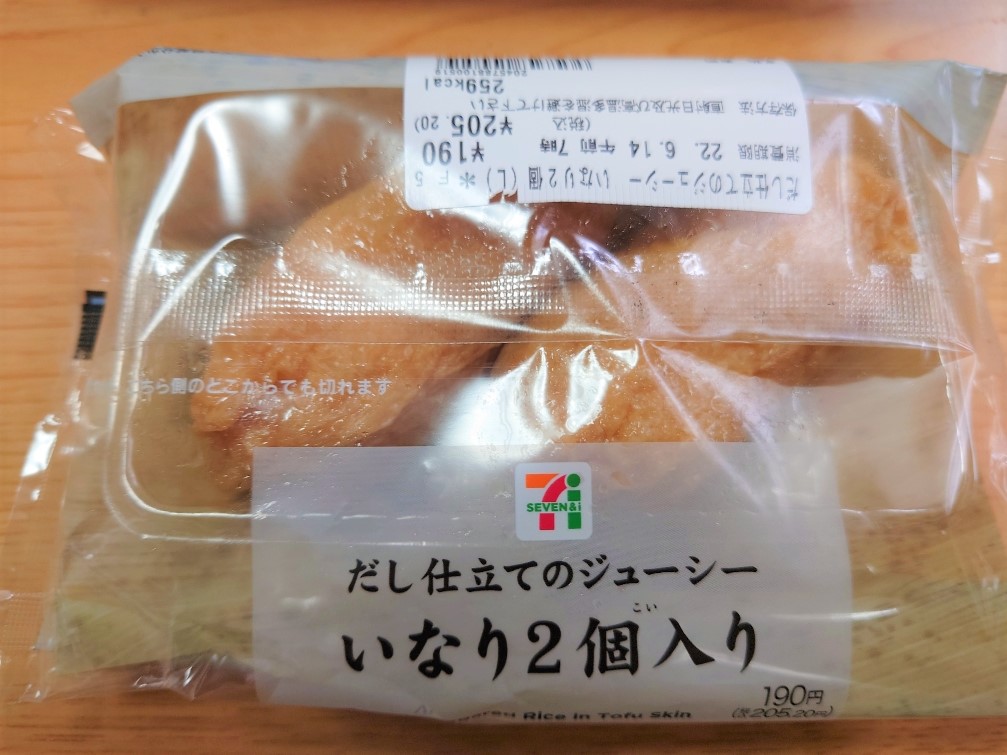 2045788100519
259kcal
保存方法 直射日光及び高温多湿を避けて下さい
(税込
¥205.20)
消費期限 22. 6.14 午前 7時
¥190
だし仕立てのジューシー いなり2個(L) *F 5
ちら側のどこからでも切れます
SEVEN&i
だし仕立てのジューシー
こい
いなり2個入り
190円
(税込205.20円)
Rice in Tofu Skin